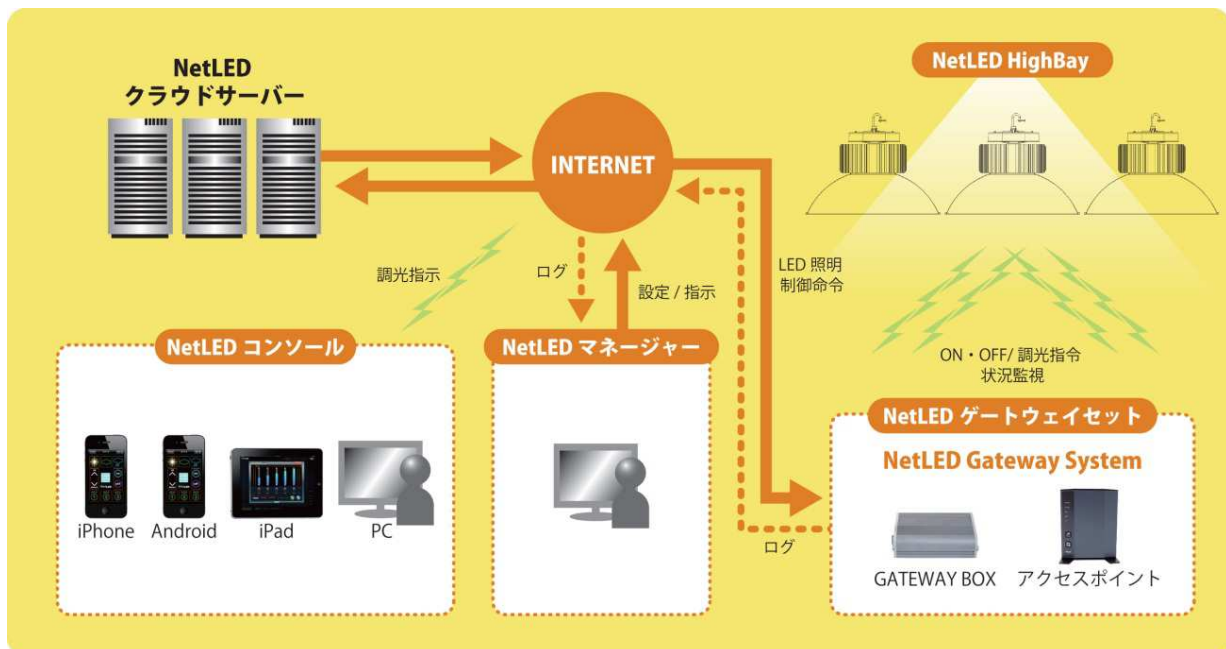 NetLED
クラウドサーバー
INTERNET
NetLED HighBay
調光指示
ログ
設定 / 指示
LED 照明
制御命令
ON・OFF/ 調光指令
状況監視
NetLED コンソール
iPhone
Android
iPad
PC
NetLED マネージャー
ログ
NetLED ゲートウェイセット
NetLED Gateway System
GATEWAY BOX
アクセスポイント